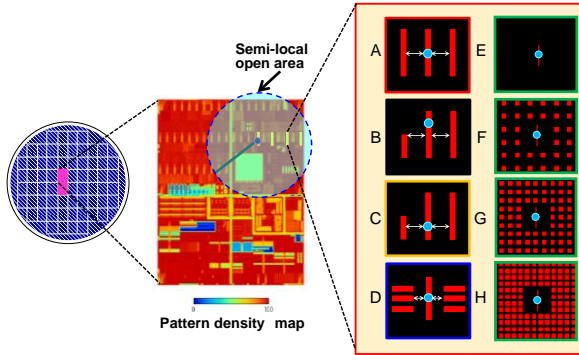 Semi-local
open area
A
E
B
F
C
G
D
H
0
100
Pattern density map